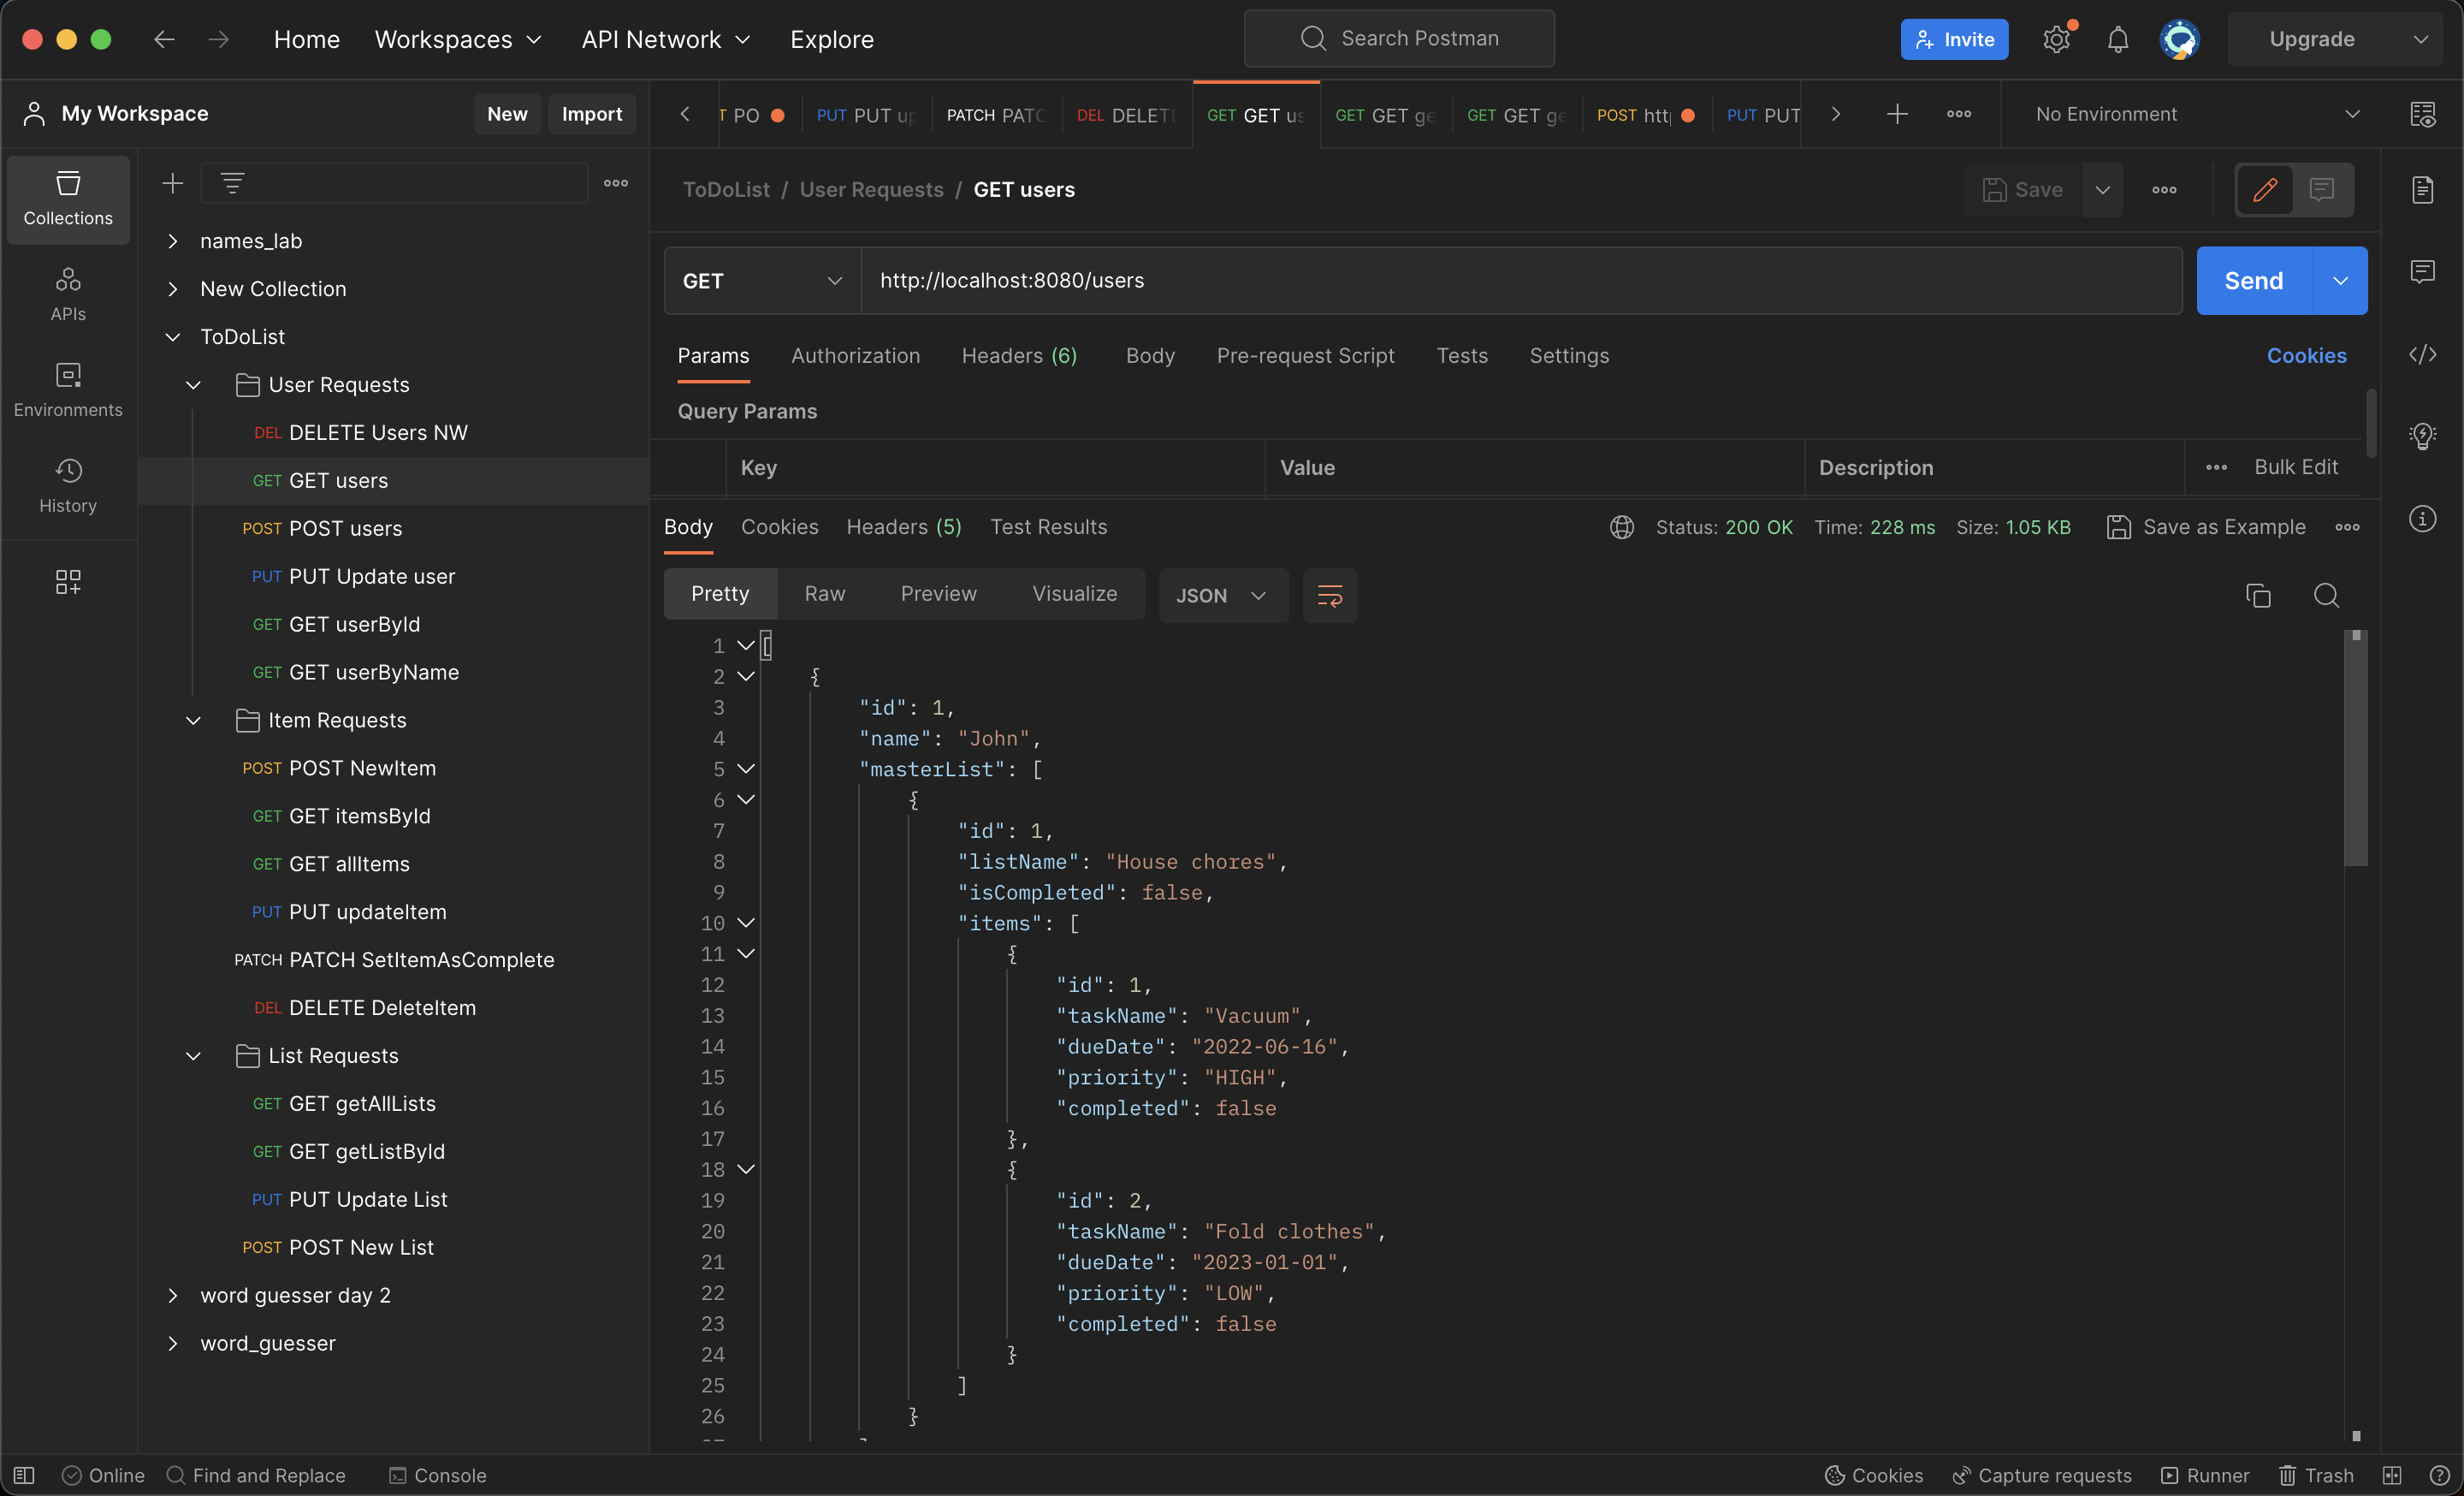 Home Workspaces API Network Explore Search Postman Invite Upgrade
My Workspace New Import
T PO PUT PUT up PATCH PATC DEL DELETE GET GET us GET GET ge GET GET ge POST htt PUT PUT No Environment
Collections
APIs
Environments
History
names_lab
New Collection
ToDoList
User Requests
DEL DELETE Users NW
GET GET users
POST POST users
PUT PUT Update user
GET GET userById
GET GET userByName
Item Requests
POST POST NewItem
GET GET itemsById
GET GET allItems
PUT PUT updateItem
PATCH PATCH SetItemAsComplete
DEL DELETE DeleteItem
List Requests
GET GET getAllLists
GET GET getListById
PUT PUT Update List
POST POST New List
word guesser day 2
word_guesser
ToDoList / User Requests / GET users Save
GET http://localhost:8080/users Send
Params Authorization Headers (6) Body Pre-request Script Tests Settings Cookies
Query Params
Key Value Description Bulk Edit
Body Cookies Headers (5) Test Results Status: 200 OK Time: 228 ms Size: 1.05 KB Save as Example
Pretty Raw Preview Visualize JSON
1 [
2 {
3 "id": 1,
4 "name": "John",
5 "masterList": [
6 {
7 "id": 1,
8 "listName": "House chores",
9 "isCompleted": false,
10 "items": [
11 {
12 "id": 1,
13 "taskName": "Vacuum",
14 "dueDate": "2022-06-16",
15 "priority": "HIGH",
16 "completed": false
17 },
18 {
19 "id": 2,
20 "taskName": "Fold clothes",
21 "dueDate": "2023-01-01",
22 "priority": "LOW",
23 "completed": false
24 }
25 ]
26 }
Online Find and Replace Console Cookies Capture requests Runner Trash